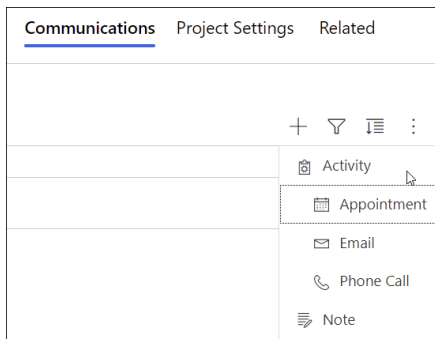 Communications Project Settings Related
Activity
Appointment
Email
Phone Call
Note